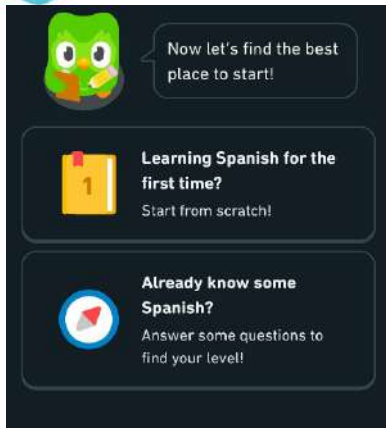 Now let's find the best
place to start!
1
Learning Spanish for the
first time?
Start from scratch!
Already know some
Spanish?
Answer some questions to
find your level!